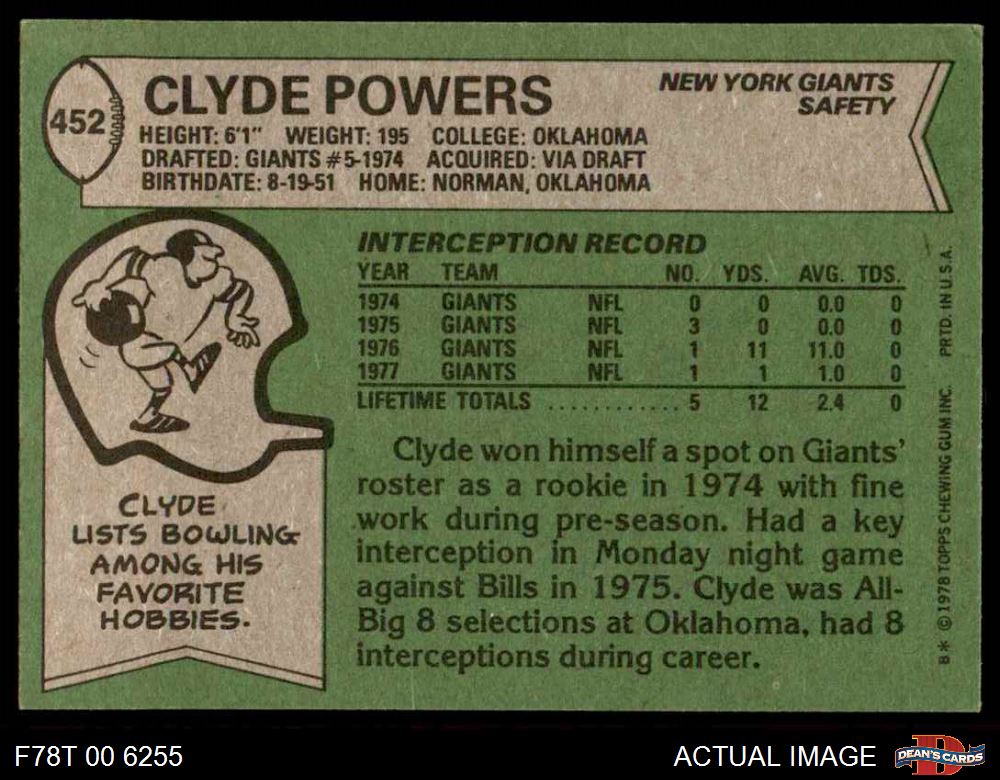 452
CLYDE POWERS
NEW YORK GIANTS
SAFETY
HEIGHT: 6'1" WEIGHT: 195 COLLEGE: OKLAHOMA
DRAFTED: GIANTS #5-1974 ACQUIRED: VIA DRAFT
BIRTHDATE: 8-19-51 HOME: NORMAN, OKLAHOMA
INTERCEPTION RECORD
YEAR TEAM NO. YDS. AVG. TDS.
1974 GIANTS NFL 0 0 0.0 0
1975 GIANTS NFL 3 0 0.0 0
1976 GIANTS NFL 1 11 11.0 0
1977 GIANTS NFL 1 1 1.0 0
LIFETIME TOTALS ............ 5 12 2.4 0
Clyde won himself a spot on Giants'
roster as a rookie in 1974 with fine
work during pre-season. Had a key
interception in Monday night game
against Bills in 1975. Clyde was All-
Big 8 selections at Oklahoma, had 8
interceptions during career.
CLYDE
LISTS BOWLING
AMONG HIS
FAVORITE
HOBBIES.
B* © 1978 TOPPS CHEWING GUM INC. PRTD. IN U.S.A.
F78T 00 6255
ACTUAL IMAGE
D
DEAN'S CARDS